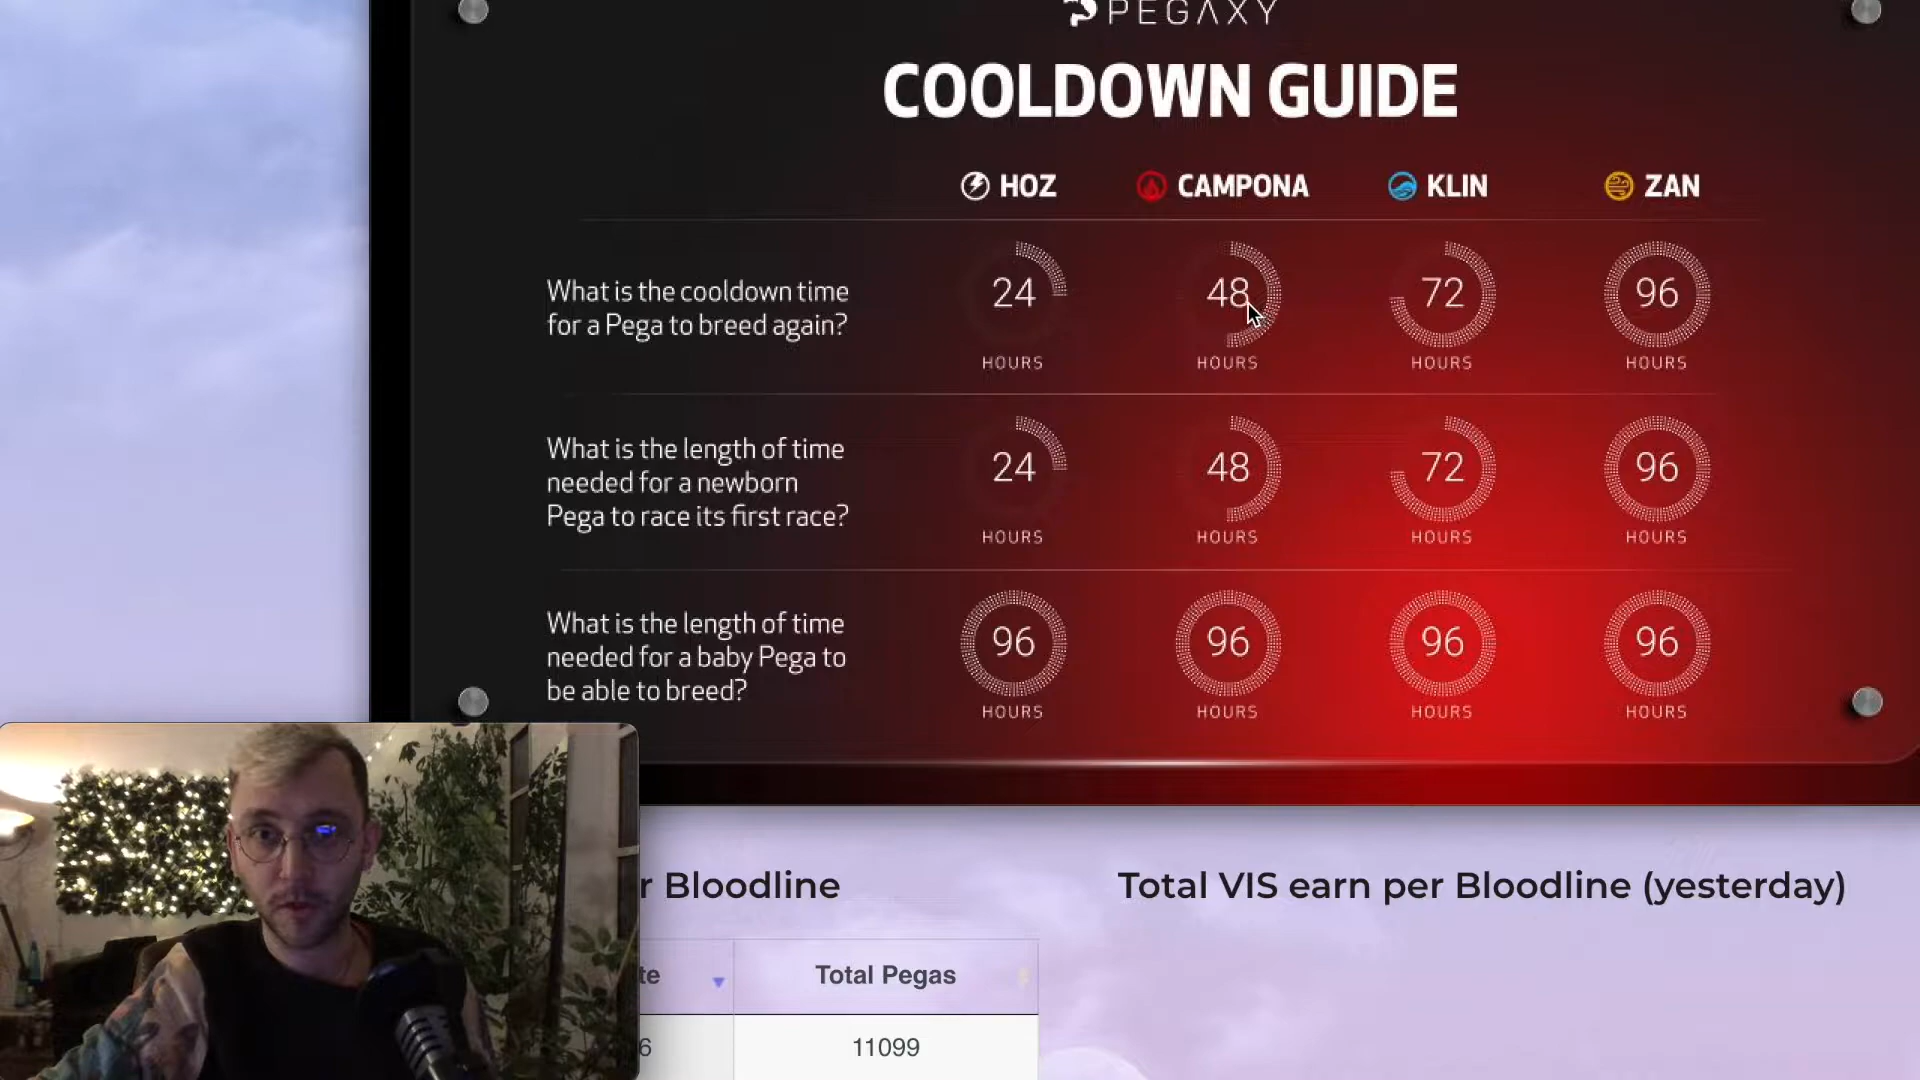 PEGAXY
COOLDOWN GUIDE
HOZ CAMPONA KLIN ZAN
What is the cooldown time
for a Pega to breed again?
24 48 72 96
HOURS HOURS HOURS HOURS
What is the length of time
needed for a newborn
Pega to race its first race?
24 48 72 96
HOURS HOURS HOURS HOURS
What is the length of time
needed for a baby Pega to
be able to breed?
96 96 96 96
HOURS HOURS HOURS HOURS
r Bloodline
Total VIS earn per Bloodline (yesterday)
te Total Pegas
6 11099